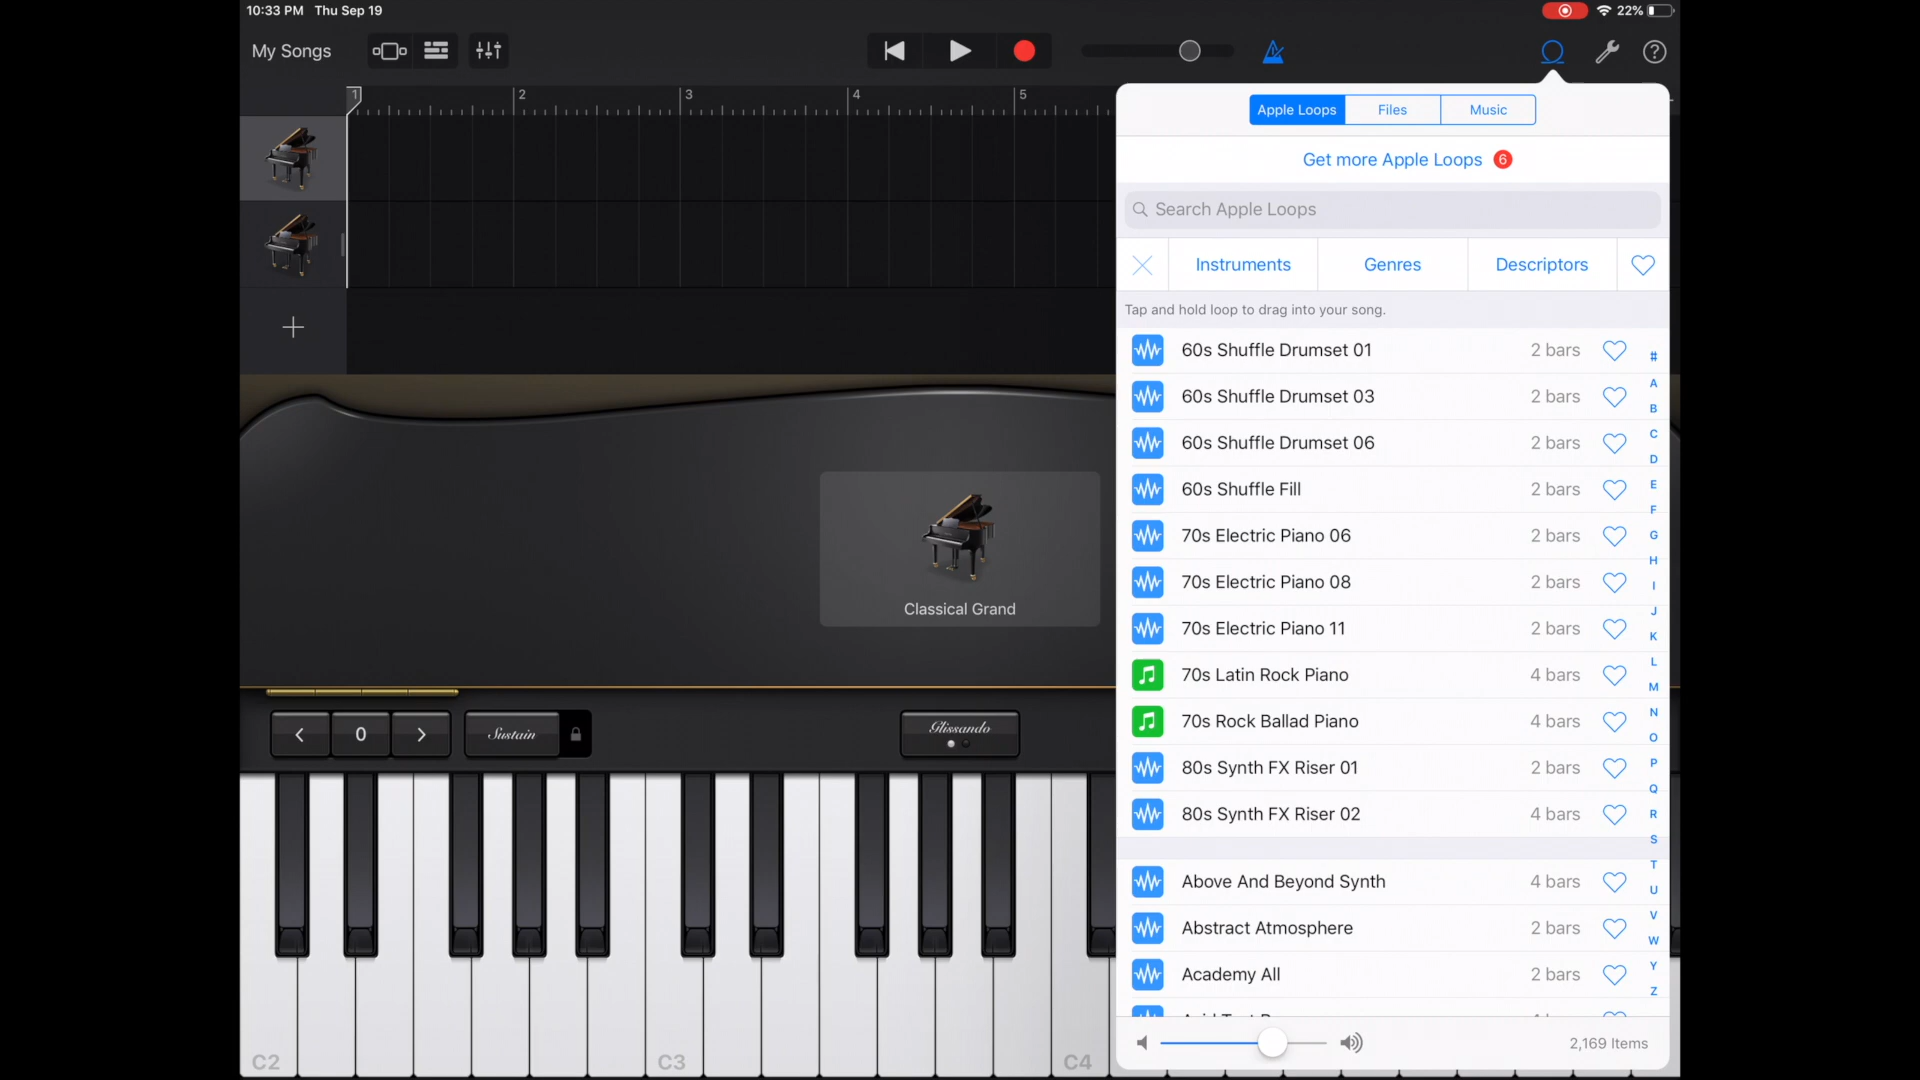 10:33 PM Thu Sep 19
22%
My Songs
1 2 3 4 5
Apple Loops Files Music
Get more Apple Loops 6
Search Apple Loops
Instruments Genres Descriptors
Tap and hold loop to drag into your song.
60s Shuffle Drumset 01 2 bars
60s Shuffle Drumset 03 2 bars
60s Shuffle Drumset 06 2 bars
60s Shuffle Fill 2 bars
70s Electric Piano 06 2 bars
70s Electric Piano 08 2 bars
70s Electric Piano 11 2 bars
70s Latin Rock Piano 4 bars
70s Rock Ballad Piano 4 bars
80s Synth FX Riser 01 2 bars
80s Synth FX Riser 02 4 bars
Above And Beyond Synth 4 bars
Abstract Atmosphere 2 bars
Academy All 2 bars
#
A
B
C
D
E
F
G
H
I
J
K
L
M
N
O
P
Q
R
S
T
U
V
W
Y
Z
2,169 Items
Classical Grand
0 Sustain Glissando
C2 C3 C4